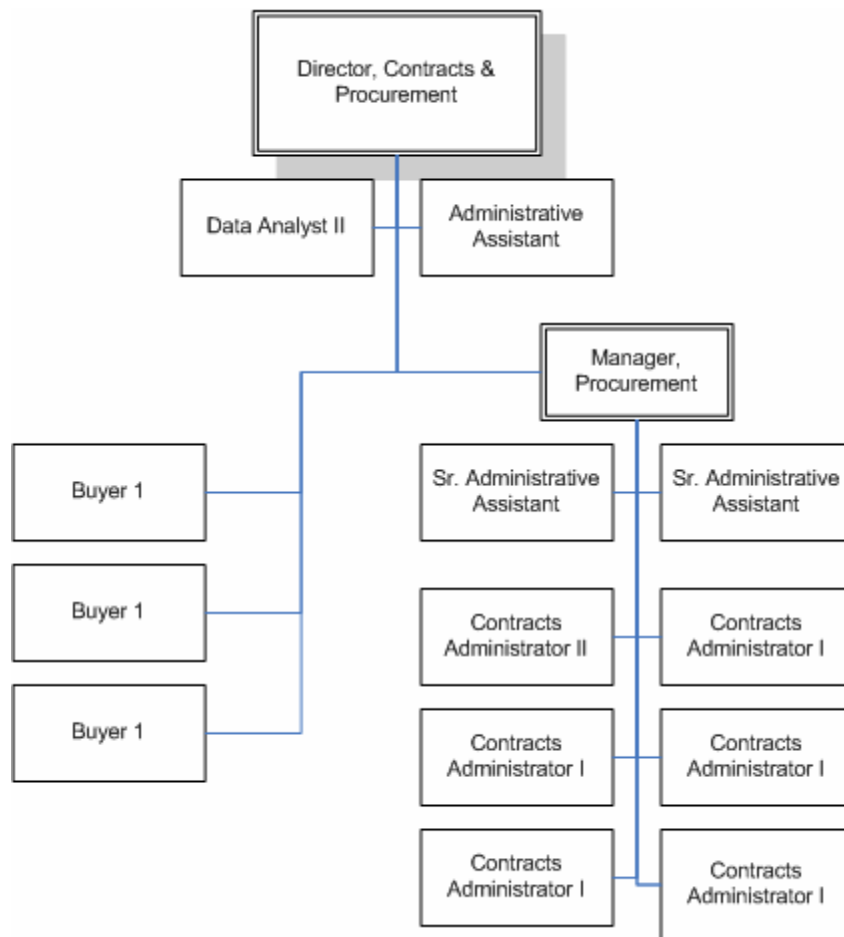 Director, Contracts &
Procurement
Data Analyst II
Administrative
Assistant
Manager,
Procurement
Buyer 1
Buyer 1
Buyer 1
Sr. Administrative
Assistant
Sr. Administrative
Assistant
Contracts
Administrator II
Contracts
Administrator I
Contracts
Administrator I
Contracts
Administrator I
Contracts
Administrator I
Contracts
Administrator I